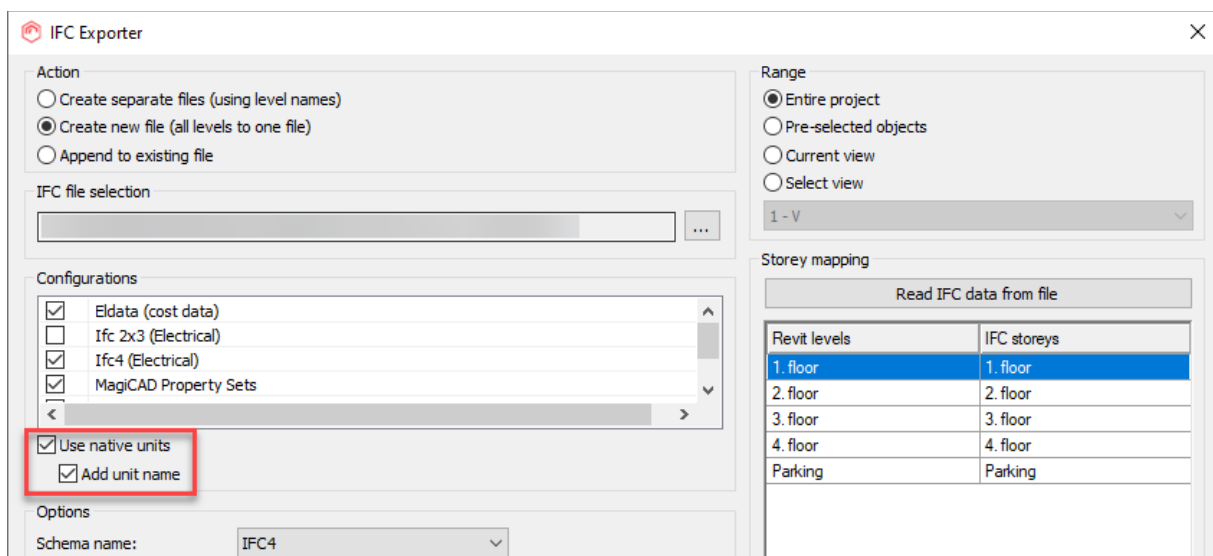 IFC Exporter
Action
Create separate files (using level names)
Create new file (all levels to one file)
Append to existing file
IFC file selection
...
Configurations
Eldata (cost data)
Ifc 2x3 (Electrical)
Ifc4 (Electrical)
MagiCAD Property Sets
Use native units
Add unit name
Options
Schema name: IFC4
Range
Entire project
Pre-selected objects
Current view
Select view
1 - V
Storey mapping
Read IFC data from file
Revit levels IFC storeys
1. floor 1. floor
2. floor 2. floor
3. floor 3. floor
4. floor 4. floor
Parking Parking